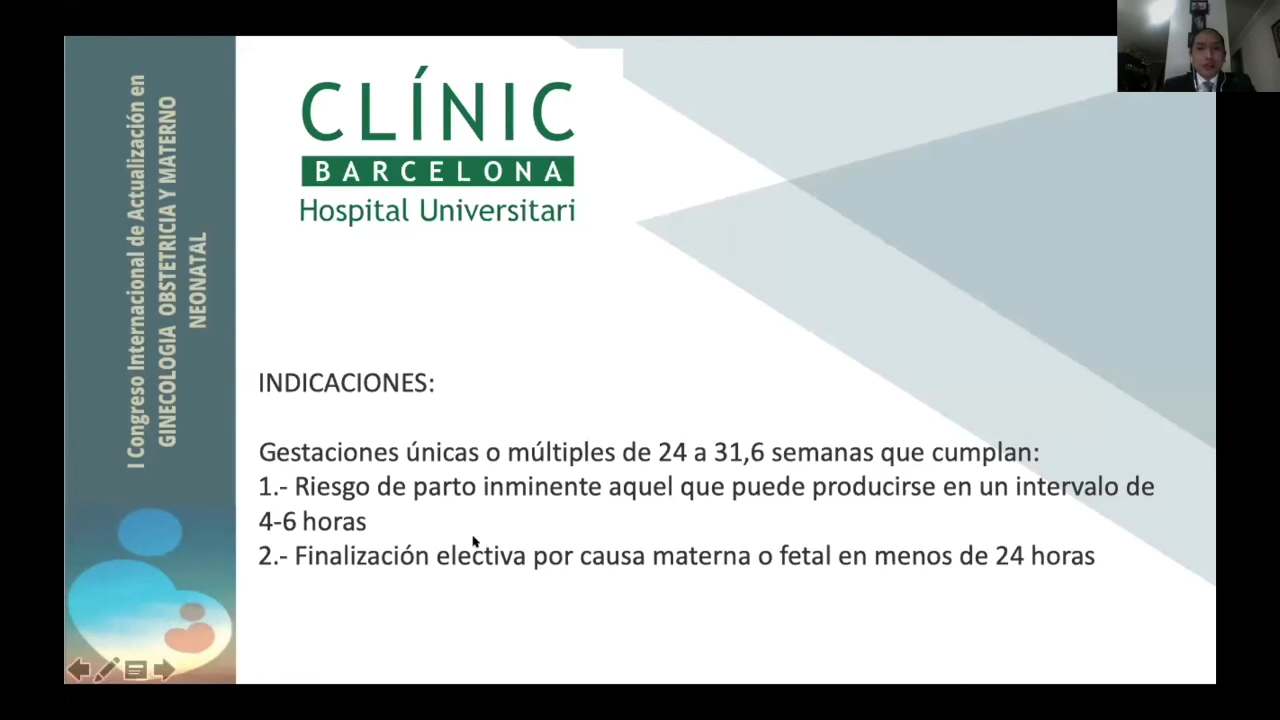 I Congreso Internacional de Actualización en
GINECOLOGIA OBSTETRICIA Y MATERNO
NEONATAL
CLÍNIC
BARCELONA
Hospital Universitari
INDICACIONES:
Gestaciones únicas o múltiples de 24 a 31,6 semanas que cumplan:
1.- Riesgo de parto inminente aquel que puede producirse en un intervalo de
4-6 horas
2.- Finalización electiva por causa materna o fetal en menos de 24 horas